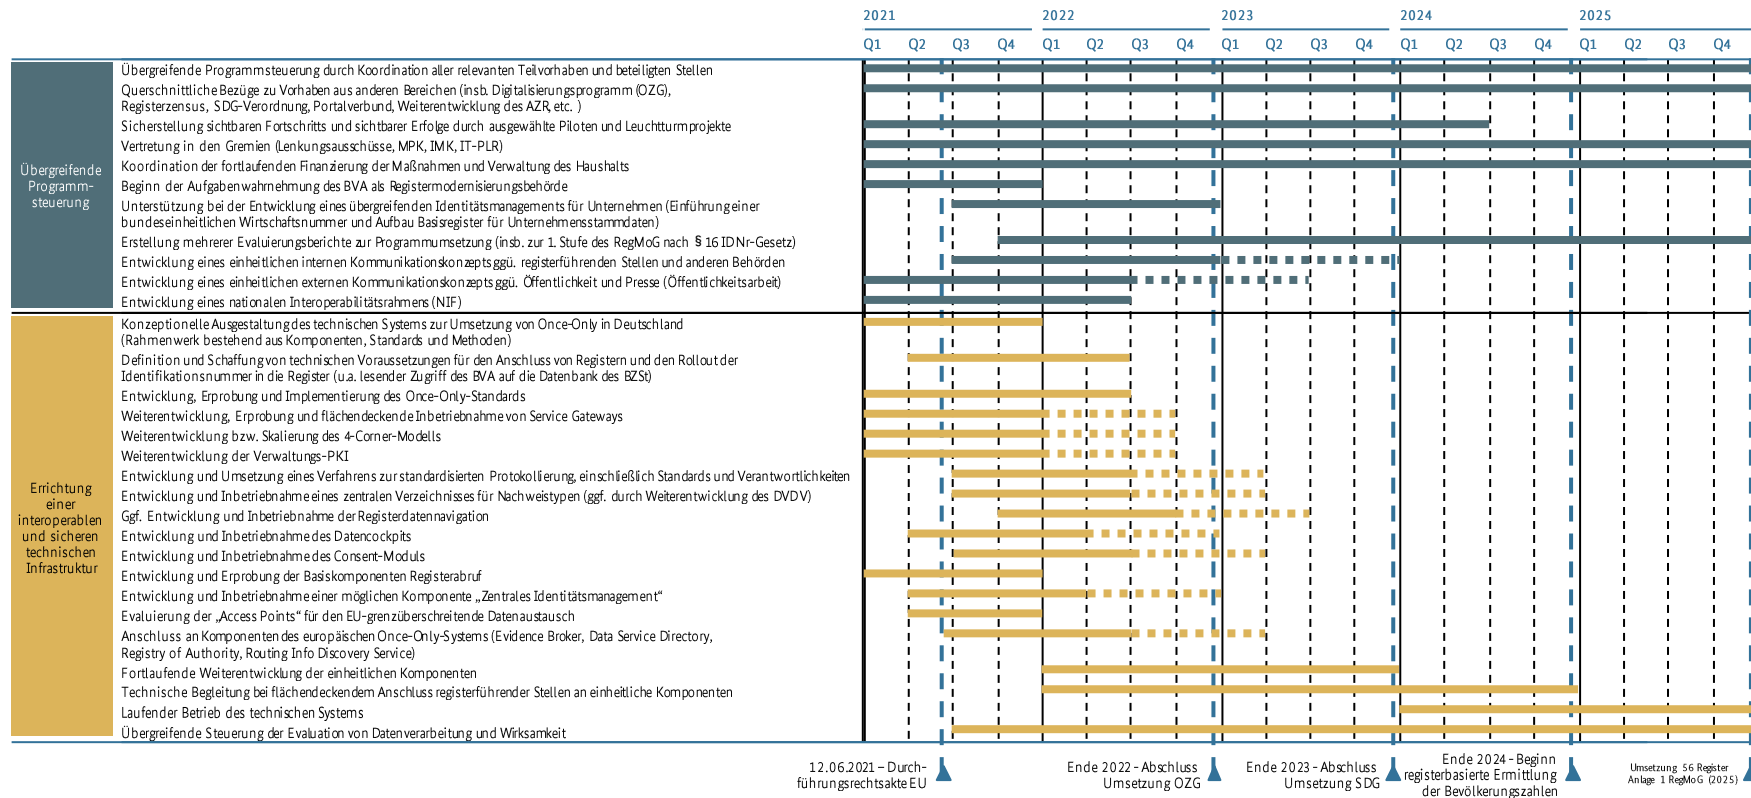 2021 2022 2023 2024 2025
Q1 Q2 Q3 Q4 Q1 Q2 Q3 Q4 Q1 Q2 Q3 Q4 Q1 Q2 Q3 Q4 Q1 Q2 Q3 Q4
Übergreifende
Programm-
steuerung
Übergreifende Programmsteuerung durch Koordination aller relevanten Teilvorhaben und beteiligten Stellen
Querschnittliche Bezüge zu Vorhaben aus anderen Bereichen (insb. Digitalisierungsprogramm (OZG),
Registerzensus, SDG-Verordnung, Portalverbund, Weiterentwicklung des AZR, etc. )
Sicherstellung sichtbaren Fortschritts und sichtbarer Erfolge durch ausgewählte Piloten und Leuchtturmprojekte
Vertretung in den Gremien (Lenkungsausschüsse, MPK, IMK, IT-PLR)
Koordination der fortlaufenden Finanzierung der Maßnahmen und Verwaltung des Haushalts
Beginn der Aufgabenwahrnehmung des BVA als Registermodernisierungsbehörde
Unterstützung bei der Entwicklung eines übergreifenden Identitätsmanagements für Unternehmen (Einführung einer
bundeseinheitlichen Wirtschaftsnummer und Aufbau Basisregister für Unternehmensstammdaten)
Erstellung mehrerer Evaluierungsberichte zur Programmumsetzung (insb. zur 1. Stufe des RegMoG nach § 16 IDNr-Gesetz)
Entwicklung eines einheitlichen internen Kommunikationskonzepts ggü. registerführenden Stellen und anderen Behörden
Entwicklung eines einheitlichen externen Kommunikationskonzepts ggü. Öffentlichkeit und Presse (Öffentlichkeitsarbeit)
Entwicklung eines nationalen Interoperabilitätsrahmens (NIF)
Errichtung
einer
interoperablen
und sicheren
technischen
Infrastruktur
Konzeptionelle Ausgestaltung des technischen Systems zur Umsetzung von Once-Only in Deutschland
(Rahmenwerk bestehend aus Komponenten, Standards und Methoden)
Definition und Schaffung von technischen Voraussetzungen für den Anschluss von Registern und den Rollout der
Identifikationsnummer in die Register (u.a. lesender Zugriff des BVA auf die Datenbank des BZSt)
Entwicklung, Erprobung und Implementierung des Once-Only-Standards
Weiterentwicklung, Erprobung und flächendeckende Inbetriebnahme von Service Gateways
Weiterentwicklung bzw. Skalierung des 4-Corner-Modells
Weiterentwicklung der Verwaltungs-PKI
Entwicklung und Umsetzung eines Verfahrens zur standardisierten Protokollierung, einschließlich Standards und Verantwortlichkeiten
Entwicklung und Inbetriebnahme eines zentralen Verzeichnisses für Nachweistypen (ggf. durch Weiterentwicklung des DVDV)
Ggf. Entwicklung und Inbetriebnahme der Registerdatennavigation
Entwicklung und Inbetriebnahme des Datencockpits
Entwicklung und Inbetriebnahme des Consent-Moduls
Entwicklung und Erprobung der Basiskomponenten Registerabruf
Entwicklung und Inbetriebnahme einer möglichen Komponente „Zentrales Identitätsmanagement“
Evaluierung der „Access Points“ für den EU-grenzüberschreitende Datenaustausch
Anschluss an Komponenten des europäischen Once-Only-Systems (Evidence Broker, Data Service Directory,
Registry of Authority, Routing Info Discovery Service)
Fortlaufende Weiterentwicklung der einheitlichen Komponenten
Technische Begleitung bei flächendeckendem Anschluss registerführender Stellen an einheitliche Komponenten
Laufender Betrieb des technischen Systems
Übergreifende Steuerung der Evaluation von Datenverarbeitung und Wirksamkeit
12.06.2021 – Durch-
führungsrechtsakte EU
Ende 2022 - Abschluss
Umsetzung OZG
Ende 2023 - Abschluss
Umsetzung SDG
Ende 2024 - Beginn
registerbasierte Ermittlung
der Bevölkerungszahlen
Umsetzung 56 Register
Anlage 1 RegMoG (2025)